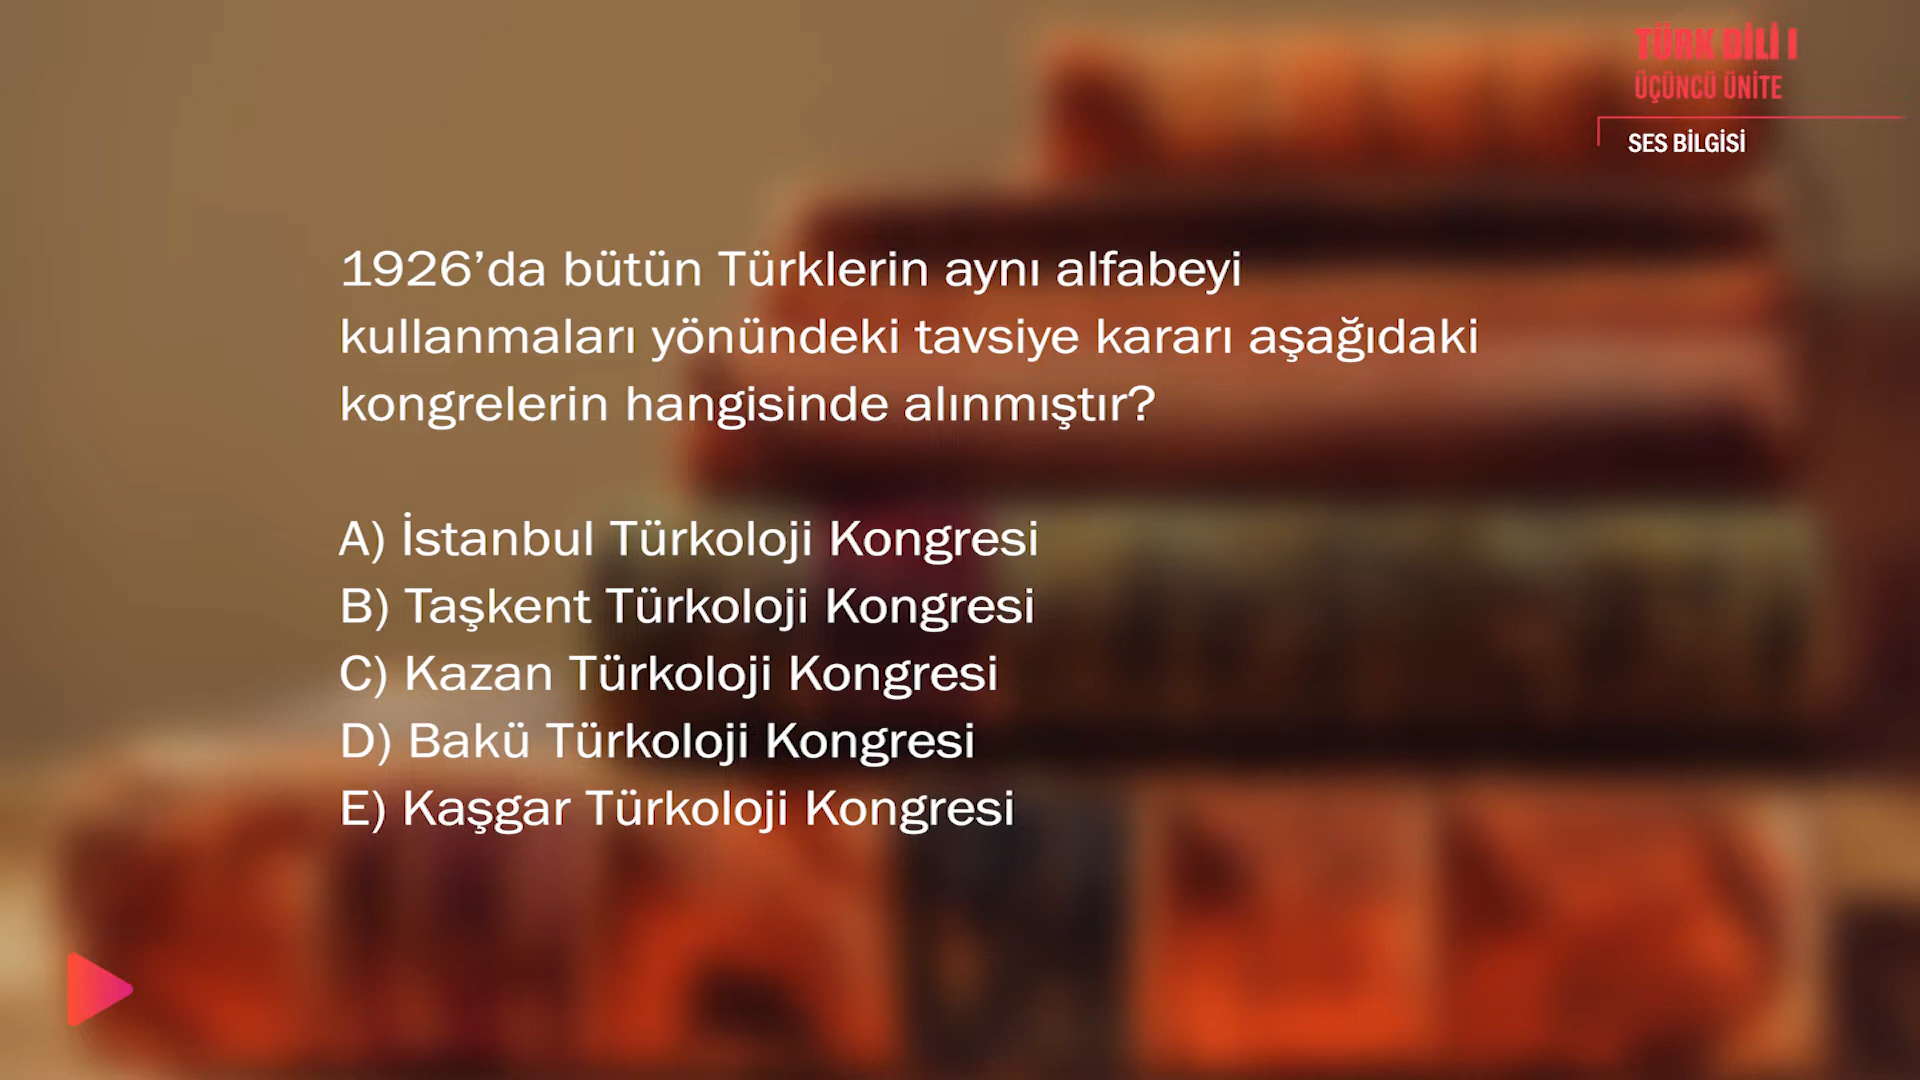 TÜRK DİLİ I
ÜÇÜNCÜ ÜNİTE
SES BİLGİSİ
1926’da bütün Türklerin aynı alfabeyi
kullanmaları yönündeki tavsiye kararı aşağıdaki
kongrelerin hangisinde alınmıştır?
A) İstanbul Türkoloji Kongresi
B) Taşkent Türkoloji Kongresi
C) Kazan Türkoloji Kongresi
D) Bakü Türkoloji Kongresi
E) Kaşgar Türkoloji Kongresi